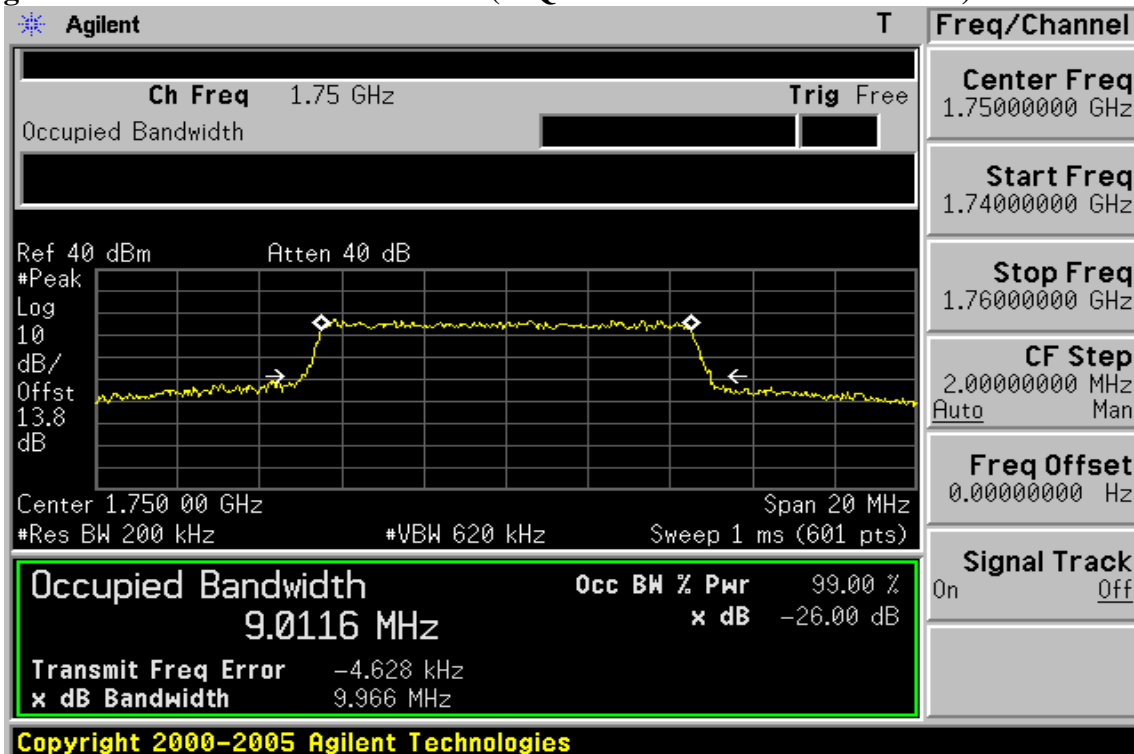 Agilent T Freq/Channel
Ch Freq 1.75 GHz Trig Free
Occupied Bandwidth
Center Freq
1.75000000 GHz
Start Freq
1.74000000 GHz
Stop Freq
1.76000000 GHz
CF Step
2.00000000 MHz
Auto Man
Freq Offset
0.00000000 Hz
Signal Track
On Off
Ref 40 dBm Atten 40 dB
#Peak
Log
10
dB/
Offst
13.8
dB
Center 1.750 00 GHz Span 20 MHz
#Res BW 200 kHz #VBW 620 kHz Sweep 1 ms (601 pts)
Occupied Bandwidth Occ BW % Pwr 99.00 %
9.0116 MHz x dB -26.00 dB
Transmit Freq Error -4.628 kHz
x dB Bandwidth 9.966 MHz
Copyright 2000-2005 Agilent Technologies